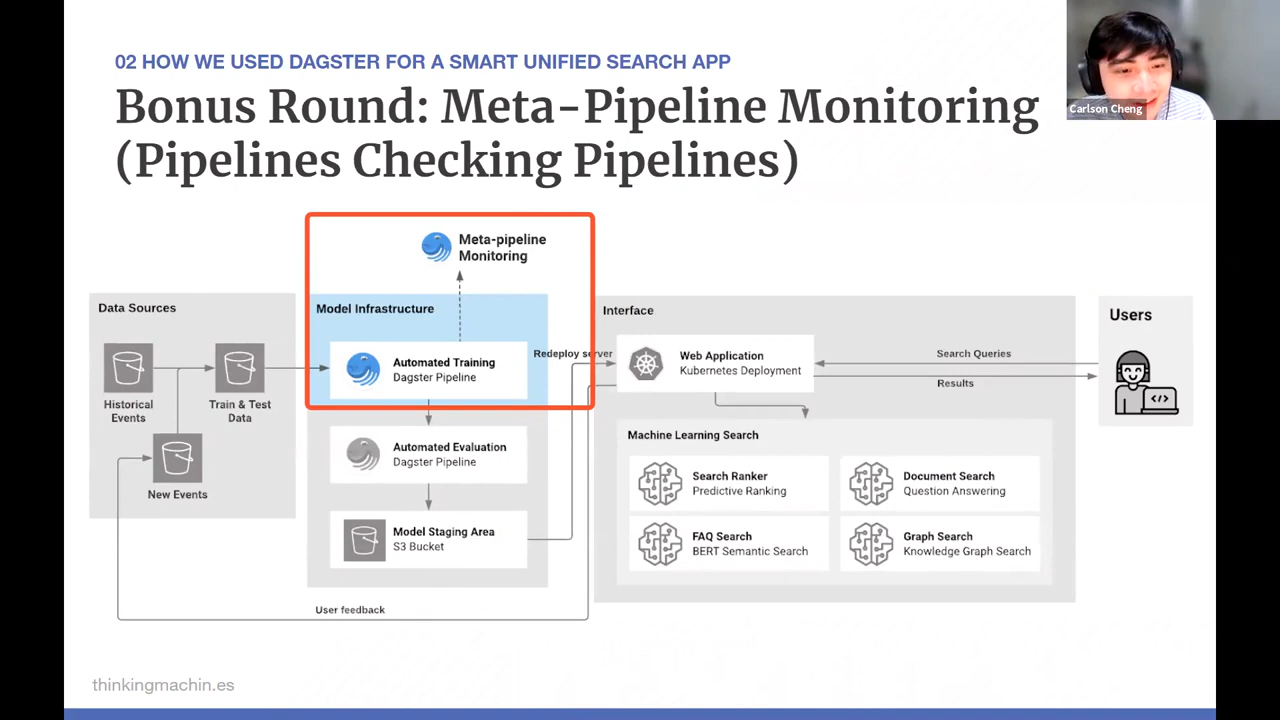 02 HOW WE USED DAGSTER FOR A SMART UNIFIED SEARCH APP
Bonus Round: Meta-Pipeline Monitoring
(Pipelines Checking Pipelines)
Carlson Cheng
Meta-pipeline
Monitoring
Data Sources
Historical
Events
Train & Test
Data
New Events
Model Infrastructure
Automated Training
Dagster Pipeline
Automated Evaluation
Dagster Pipeline
Model Staging Area
S3 Bucket
Redeploy server
User feedback
Interface
Web Application
Kubernetes Deployment
Search Queries
Results
Users
</>
Machine Learning Search
Search Ranker
Predictive Ranking
Document Search
Question Answering
FAQ Search
BERT Semantic Search
Graph Search
Knowledge Graph Search
thinkingmachin.es